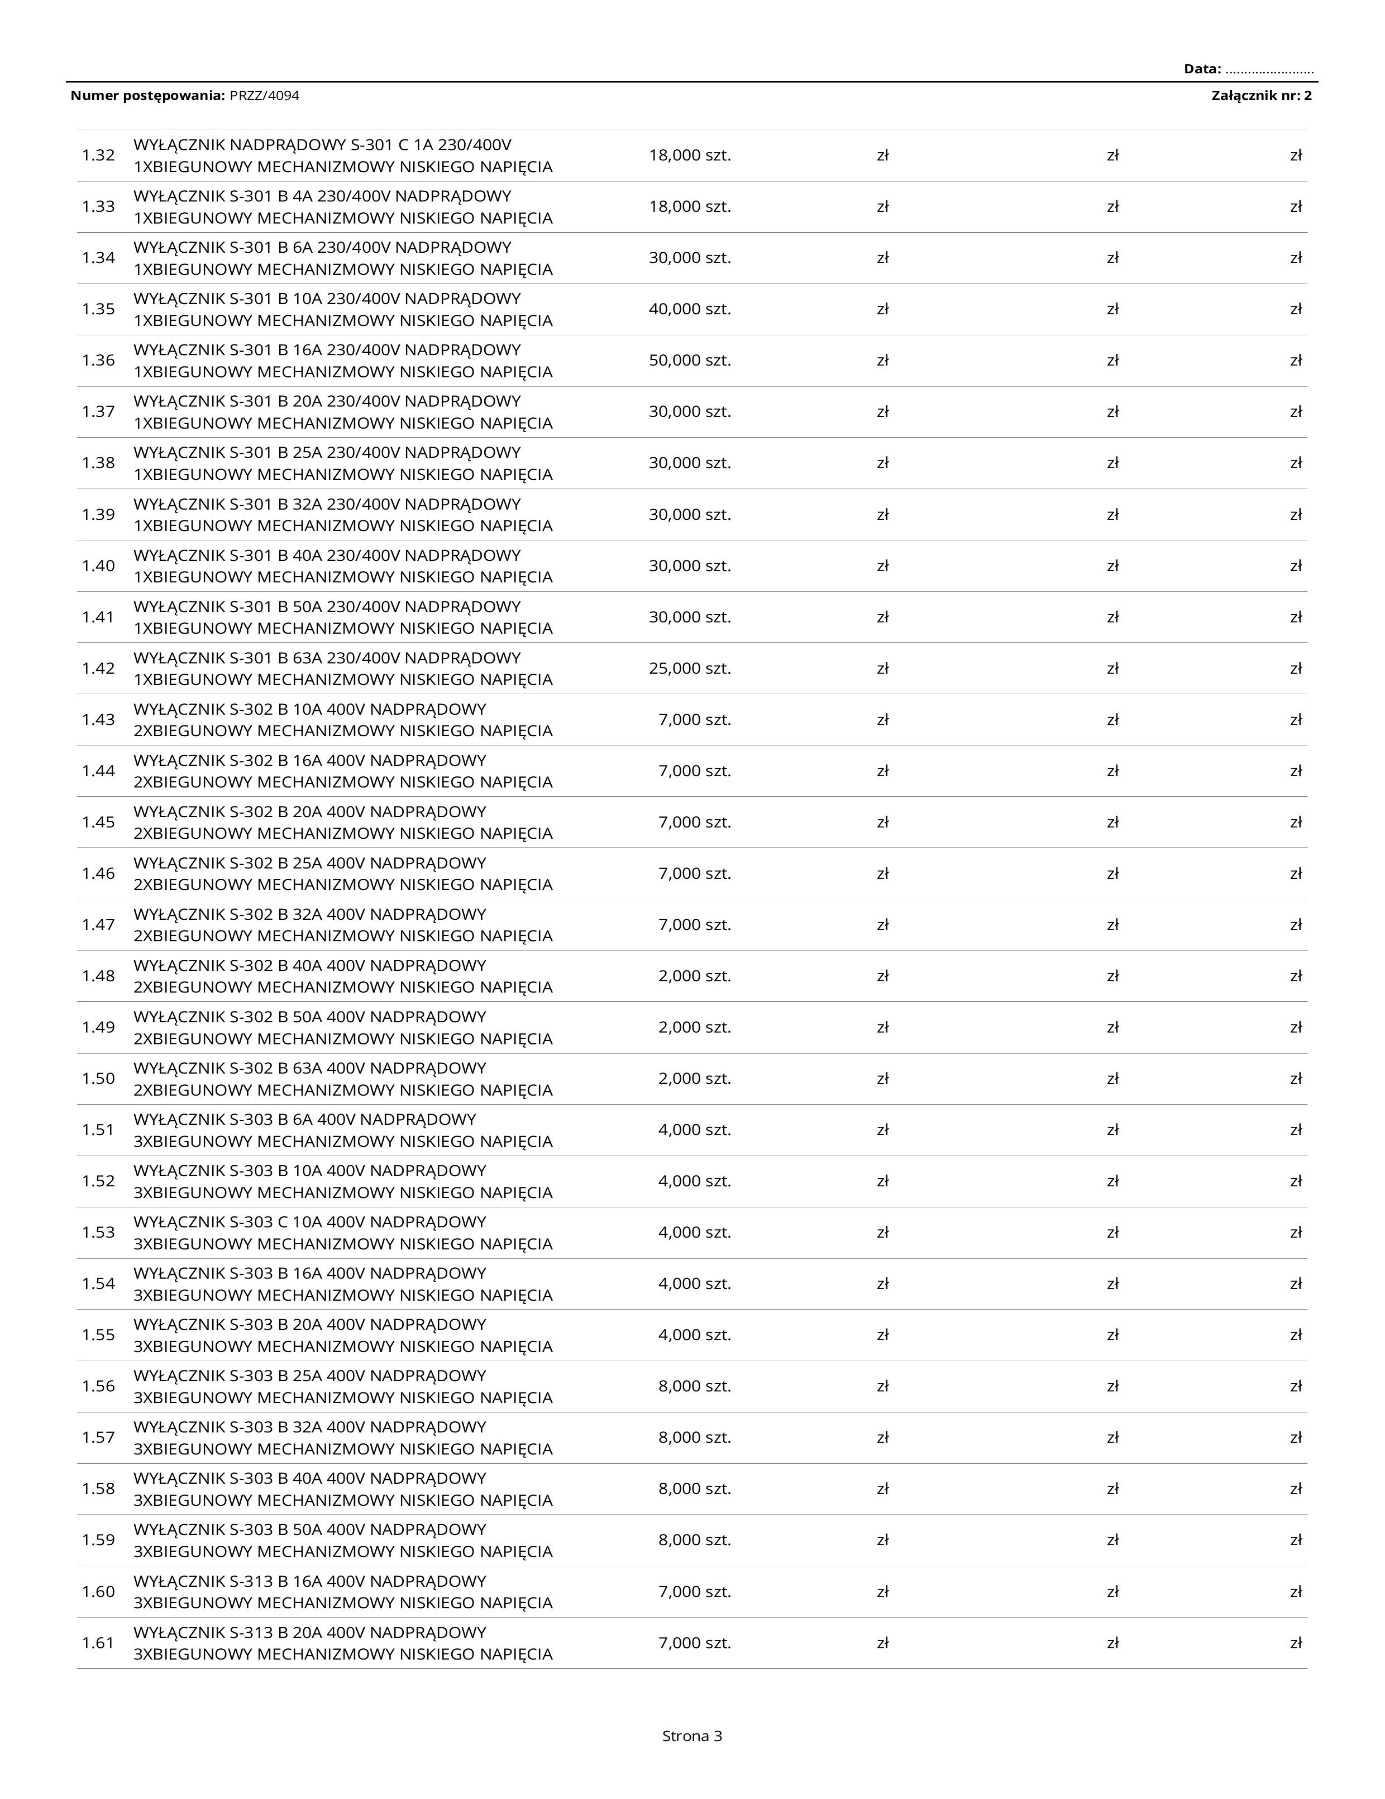 Data: ........................
Numer postępowania: PRZZ/4094 Załącznik nr: 2
WYŁĄCZNIK NADPRĄDOWY S-301 C 1A 230/400V
1.32 18,000 szt. zł zł zł
1XBIEGUNOWY MECHANIZMOWY NISKIEGO NAPIĘCIA
WYŁĄCZNIK S-301 B 4A 230/400V NADPRĄDOWY
1.33 18,000 szt. zł zł zł
1XBIEGUNOWY MECHANIZMOWY NISKIEGO NAPIĘCIA
WYŁĄCZNIK S-301 B 6A 230/400V NADPRĄDOWY
1.34 30,000 szt. zł zł zł
1XBIEGUNOWY MECHANIZMOWY NISKIEGO NAPIĘCIA
WYŁĄCZNIK S-301 B 10A 230/400V NADPRĄDOWY
1.35 40,000 szt. zł zł zł
1XBIEGUNOWY MECHANIZMOWY NISKIEGO NAPIĘCIA
WYŁĄCZNIK S-301 B 16A 230/400V NADPRĄDOWY
1.36 50,000 szt. zł zł zł
1XBIEGUNOWY MECHANIZMOWY NISKIEGO NAPIĘCIA
WYŁĄCZNIK S-301 B 20A 230/400V NADPRĄDOWY
1.37 30,000 szt. zł zł zł
1XBIEGUNOWY MECHANIZMOWY NISKIEGO NAPIĘCIA
WYŁĄCZNIK S-301 B 25A 230/400V NADPRĄDOWY
1.38 30,000 szt. zł zł zł
1XBIEGUNOWY MECHANIZMOWY NISKIEGO NAPIĘCIA
WYŁĄCZNIK S-301 B 32A 230/400V NADPRĄDOWY
1.39 30,000 szt. zł zł zł
1XBIEGUNOWY MECHANIZMOWY NISKIEGO NAPIĘCIA
WYŁĄCZNIK S-301 B 40A 230/400V NADPRĄDOWY
1.40 30,000 szt. zł zł zł
1XBIEGUNOWY MECHANIZMOWY NISKIEGO NAPIĘCIA
WYŁĄCZNIK S-301 B 50A 230/400V NADPRĄDOWY
1.41 30,000 szt. zł zł zł
1XBIEGUNOWY MECHANIZMOWY NISKIEGO NAPIĘCIA
WYŁĄCZNIK S-301 B 63A 230/400V NADPRĄDOWY
1.42 25,000 szt. zł zł zł
1XBIEGUNOWY MECHANIZMOWY NISKIEGO NAPIĘCIA
WYŁĄCZNIK S-302 B 10A 400V NADPRĄDOWY
1.43 7,000 szt. zł zł zł
2XBIEGUNOWY MECHANIZMOWY NISKIEGO NAPIĘCIA
WYŁĄCZNIK S-302 B 16A 400V NADPRĄDOWY
1.44 7,000 szt. zł zł zł
2XBIEGUNOWY MECHANIZMOWY NISKIEGO NAPIĘCIA
WYŁĄCZNIK S-302 B 20A 400V NADPRĄDOWY
1.45 7,000 szt. zł zł zł
2XBIEGUNOWY MECHANIZMOWY NISKIEGO NAPIĘCIA
WYŁĄCZNIK S-302 B 25A 400V NADPRĄDOWY
1.46 7,000 szt. zł zł zł
2XBIEGUNOWY MECHANIZMOWY NISKIEGO NAPIĘCIA
WYŁĄCZNIK S-302 B 32A 400V NADPRĄDOWY
1.47 7,000 szt. zł zł zł
2XBIEGUNOWY MECHANIZMOWY NISKIEGO NAPIĘCIA
WYŁĄCZNIK S-302 B 40A 400V NADPRĄDOWY
1.48 2,000 szt. zł zł zł
2XBIEGUNOWY MECHANIZMOWY NISKIEGO NAPIĘCIA
WYŁĄCZNIK S-302 B 50A 400V NADPRĄDOWY
1.49 2,000 szt. zł zł zł
2XBIEGUNOWY MECHANIZMOWY NISKIEGO NAPIĘCIA
WYŁĄCZNIK S-302 B 63A 400V NADPRĄDOWY
1.50 2,000 szt. zł zł zł
2XBIEGUNOWY MECHANIZMOWY NISKIEGO NAPIĘCIA
WYŁĄCZNIK S-303 B 6A 400V NADPRĄDOWY
1.51 4,000 szt. zł zł zł
3XBIEGUNOWY MECHANIZMOWY NISKIEGO NAPIĘCIA
WYŁĄCZNIK S-303 B 10A 400V NADPRĄDOWY
1.52 4,000 szt. zł zł zł
3XBIEGUNOWY MECHANIZMOWY NISKIEGO NAPIĘCIA
WYŁĄCZNIK S-303 C 10A 400V NADPRĄDOWY
1.53 4,000 szt. zł zł zł
3XBIEGUNOWY MECHANIZMOWY NISKIEGO NAPIĘCIA
WYŁĄCZNIK S-303 B 16A 400V NADPRĄDOWY
1.54 4,000 szt. zł zł zł
3XBIEGUNOWY MECHANIZMOWY NISKIEGO NAPIĘCIA
WYŁĄCZNIK S-303 B 20A 400V NADPRĄDOWY
1.55 4,000 szt. zł zł zł
3XBIEGUNOWY MECHANIZMOWY NISKIEGO NAPIĘCIA
WYŁĄCZNIK S-303 B 25A 400V NADPRĄDOWY
1.56 8,000 szt. zł zł zł
3XBIEGUNOWY MECHANIZMOWY NISKIEGO NAPIĘCIA
WYŁĄCZNIK S-303 B 32A 400V NADPRĄDOWY
1.57 8,000 szt. zł zł zł
3XBIEGUNOWY MECHANIZMOWY NISKIEGO NAPIĘCIA
WYŁĄCZNIK S-303 B 40A 400V NADPRĄDOWY
1.58 8,000 szt. zł zł zł
3XBIEGUNOWY MECHANIZMOWY NISKIEGO NAPIĘCIA
WYŁĄCZNIK S-303 B 50A 400V NADPRĄDOWY
1.59 8,000 szt. zł zł zł
3XBIEGUNOWY MECHANIZMOWY NISKIEGO NAPIĘCIA
WYŁĄCZNIK S-313 B 16A 400V NADPRĄDOWY
1.60 7,000 szt. zł zł zł
3XBIEGUNOWY MECHANIZMOWY NISKIEGO NAPIĘCIA
WYŁĄCZNIK S-313 B 20A 400V NADPRĄDOWY
1.61 7,000 szt. zł zł zł
3XBIEGUNOWY MECHANIZMOWY NISKIEGO NAPIĘCIA
Strona 3